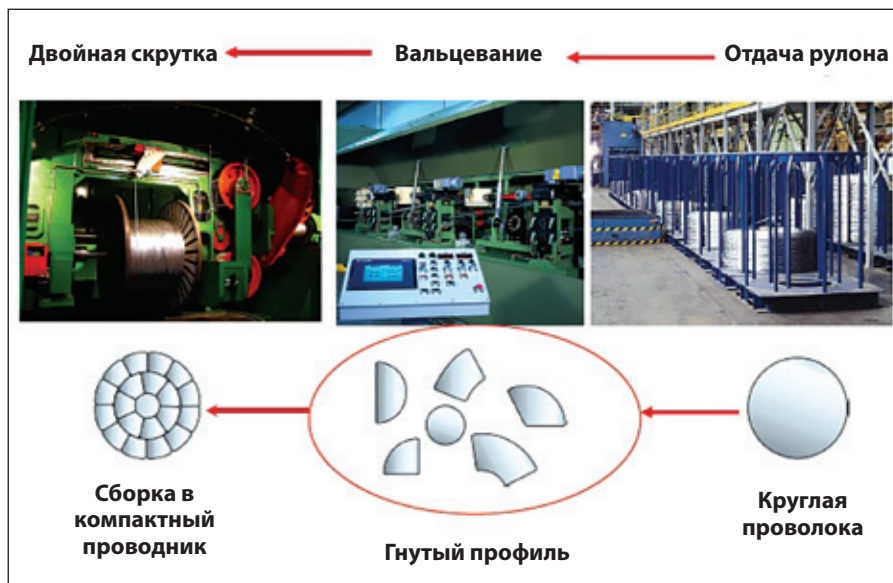 Двойная скрутка
Вальцевание
Отдача рулона
Сборка в
компактный
проводник
Гнутый профиль
Круглая
проволока